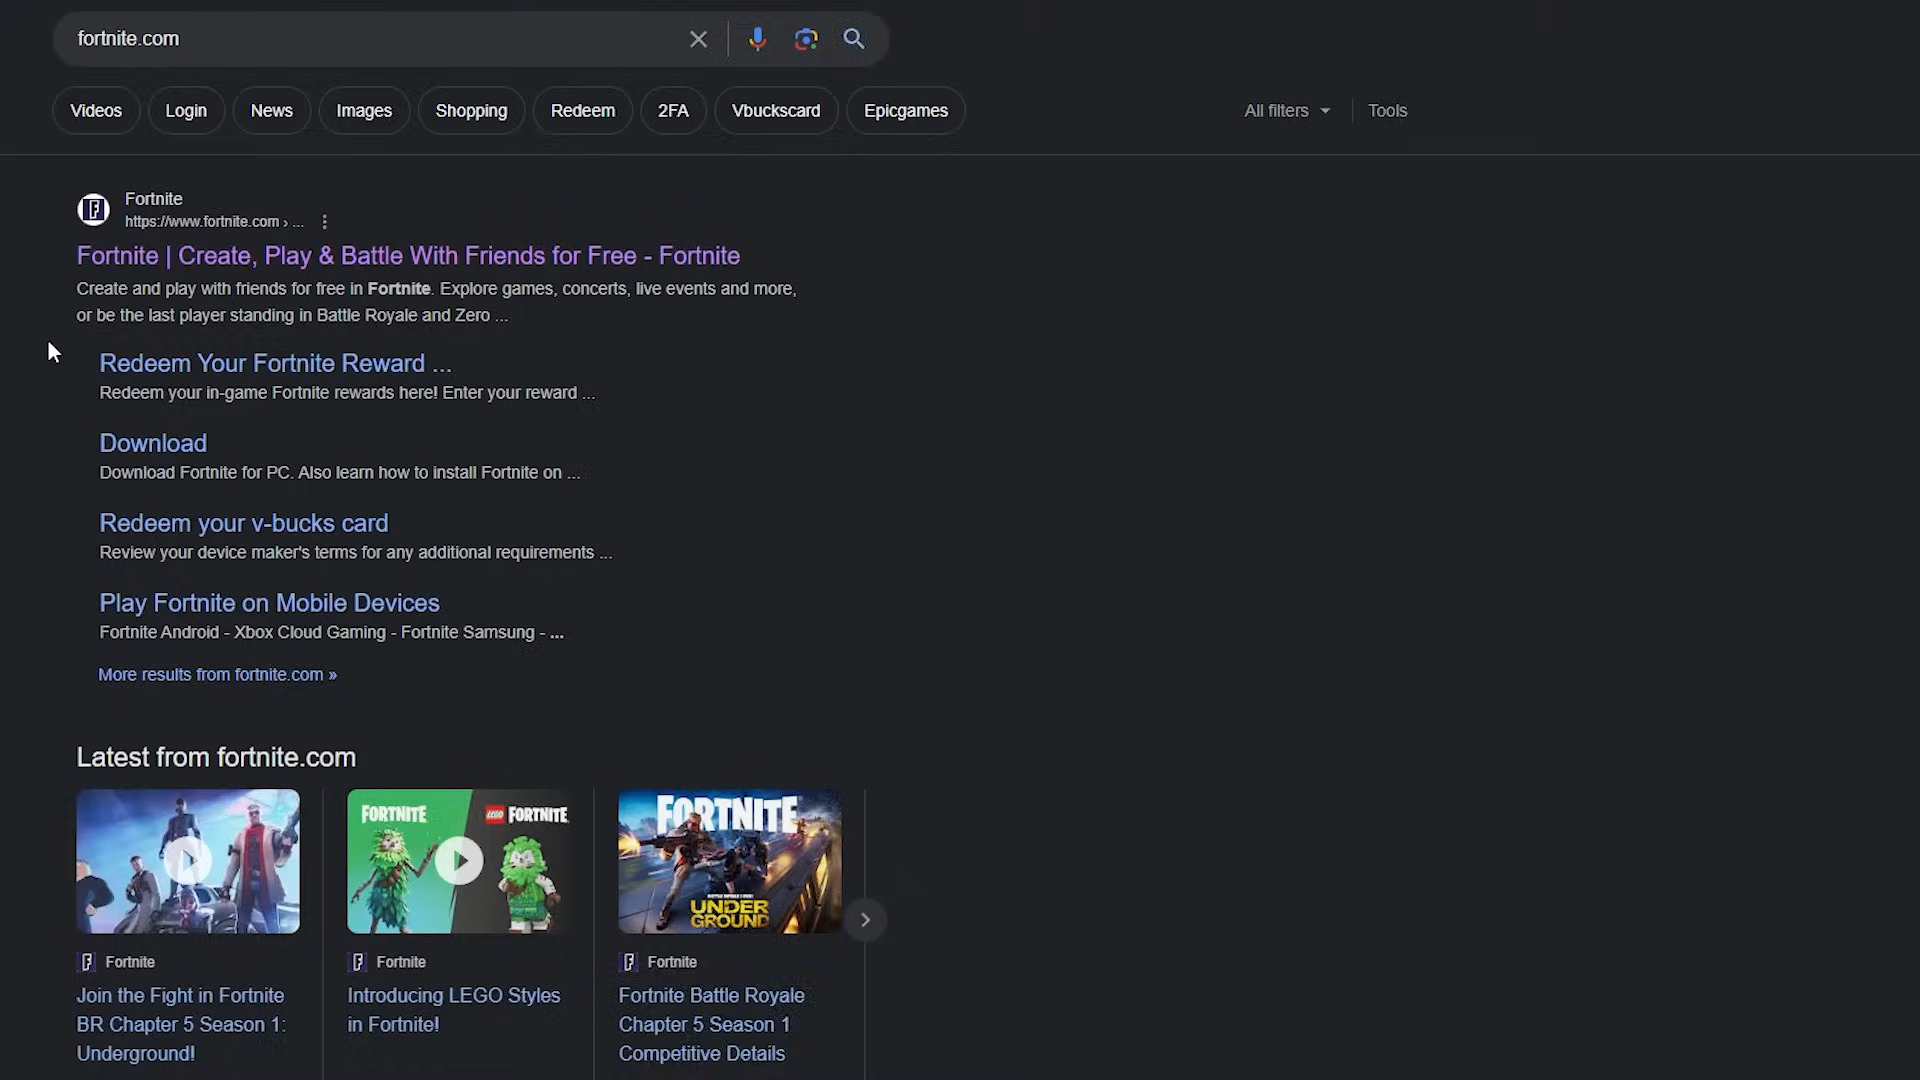 fortnite.com
Videos
Login
News
Images
Shopping
Redeem
2FA
Vbuckscard
Epicgames
All filters
Tools
Fortnite
https://www.fortnite.com › ...
Fortnite | Create, Play & Battle With Friends for Free - Fortnite
Create and play with friends for free in Fortnite. Explore games, concerts, live events and more,
or be the last player standing in Battle Royale and Zero ...
Redeem Your Fortnite Reward ...
Redeem your in-game Fortnite rewards here! Enter your reward ...
Download
Download Fortnite for PC. Also learn how to install Fortnite on ...
Redeem your v-bucks card
Review your device maker's terms for any additional requirements ...
Play Fortnite on Mobile Devices
Fortnite Android - Xbox Cloud Gaming - Fortnite Samsung - ...
More results from fortnite.com »
Latest from fortnite.com
FORTNITE
LEGO FORTNITE
FORTNITE
UNDER
GROUND
Fortnite
Join the Fight in Fortnite
BR Chapter 5 Season 1:
Underground!
Fortnite
Introducing LEGO Styles
in Fortnite!
Fortnite
Fortnite Battle Royale
Chapter 5 Season 1
Competitive Details